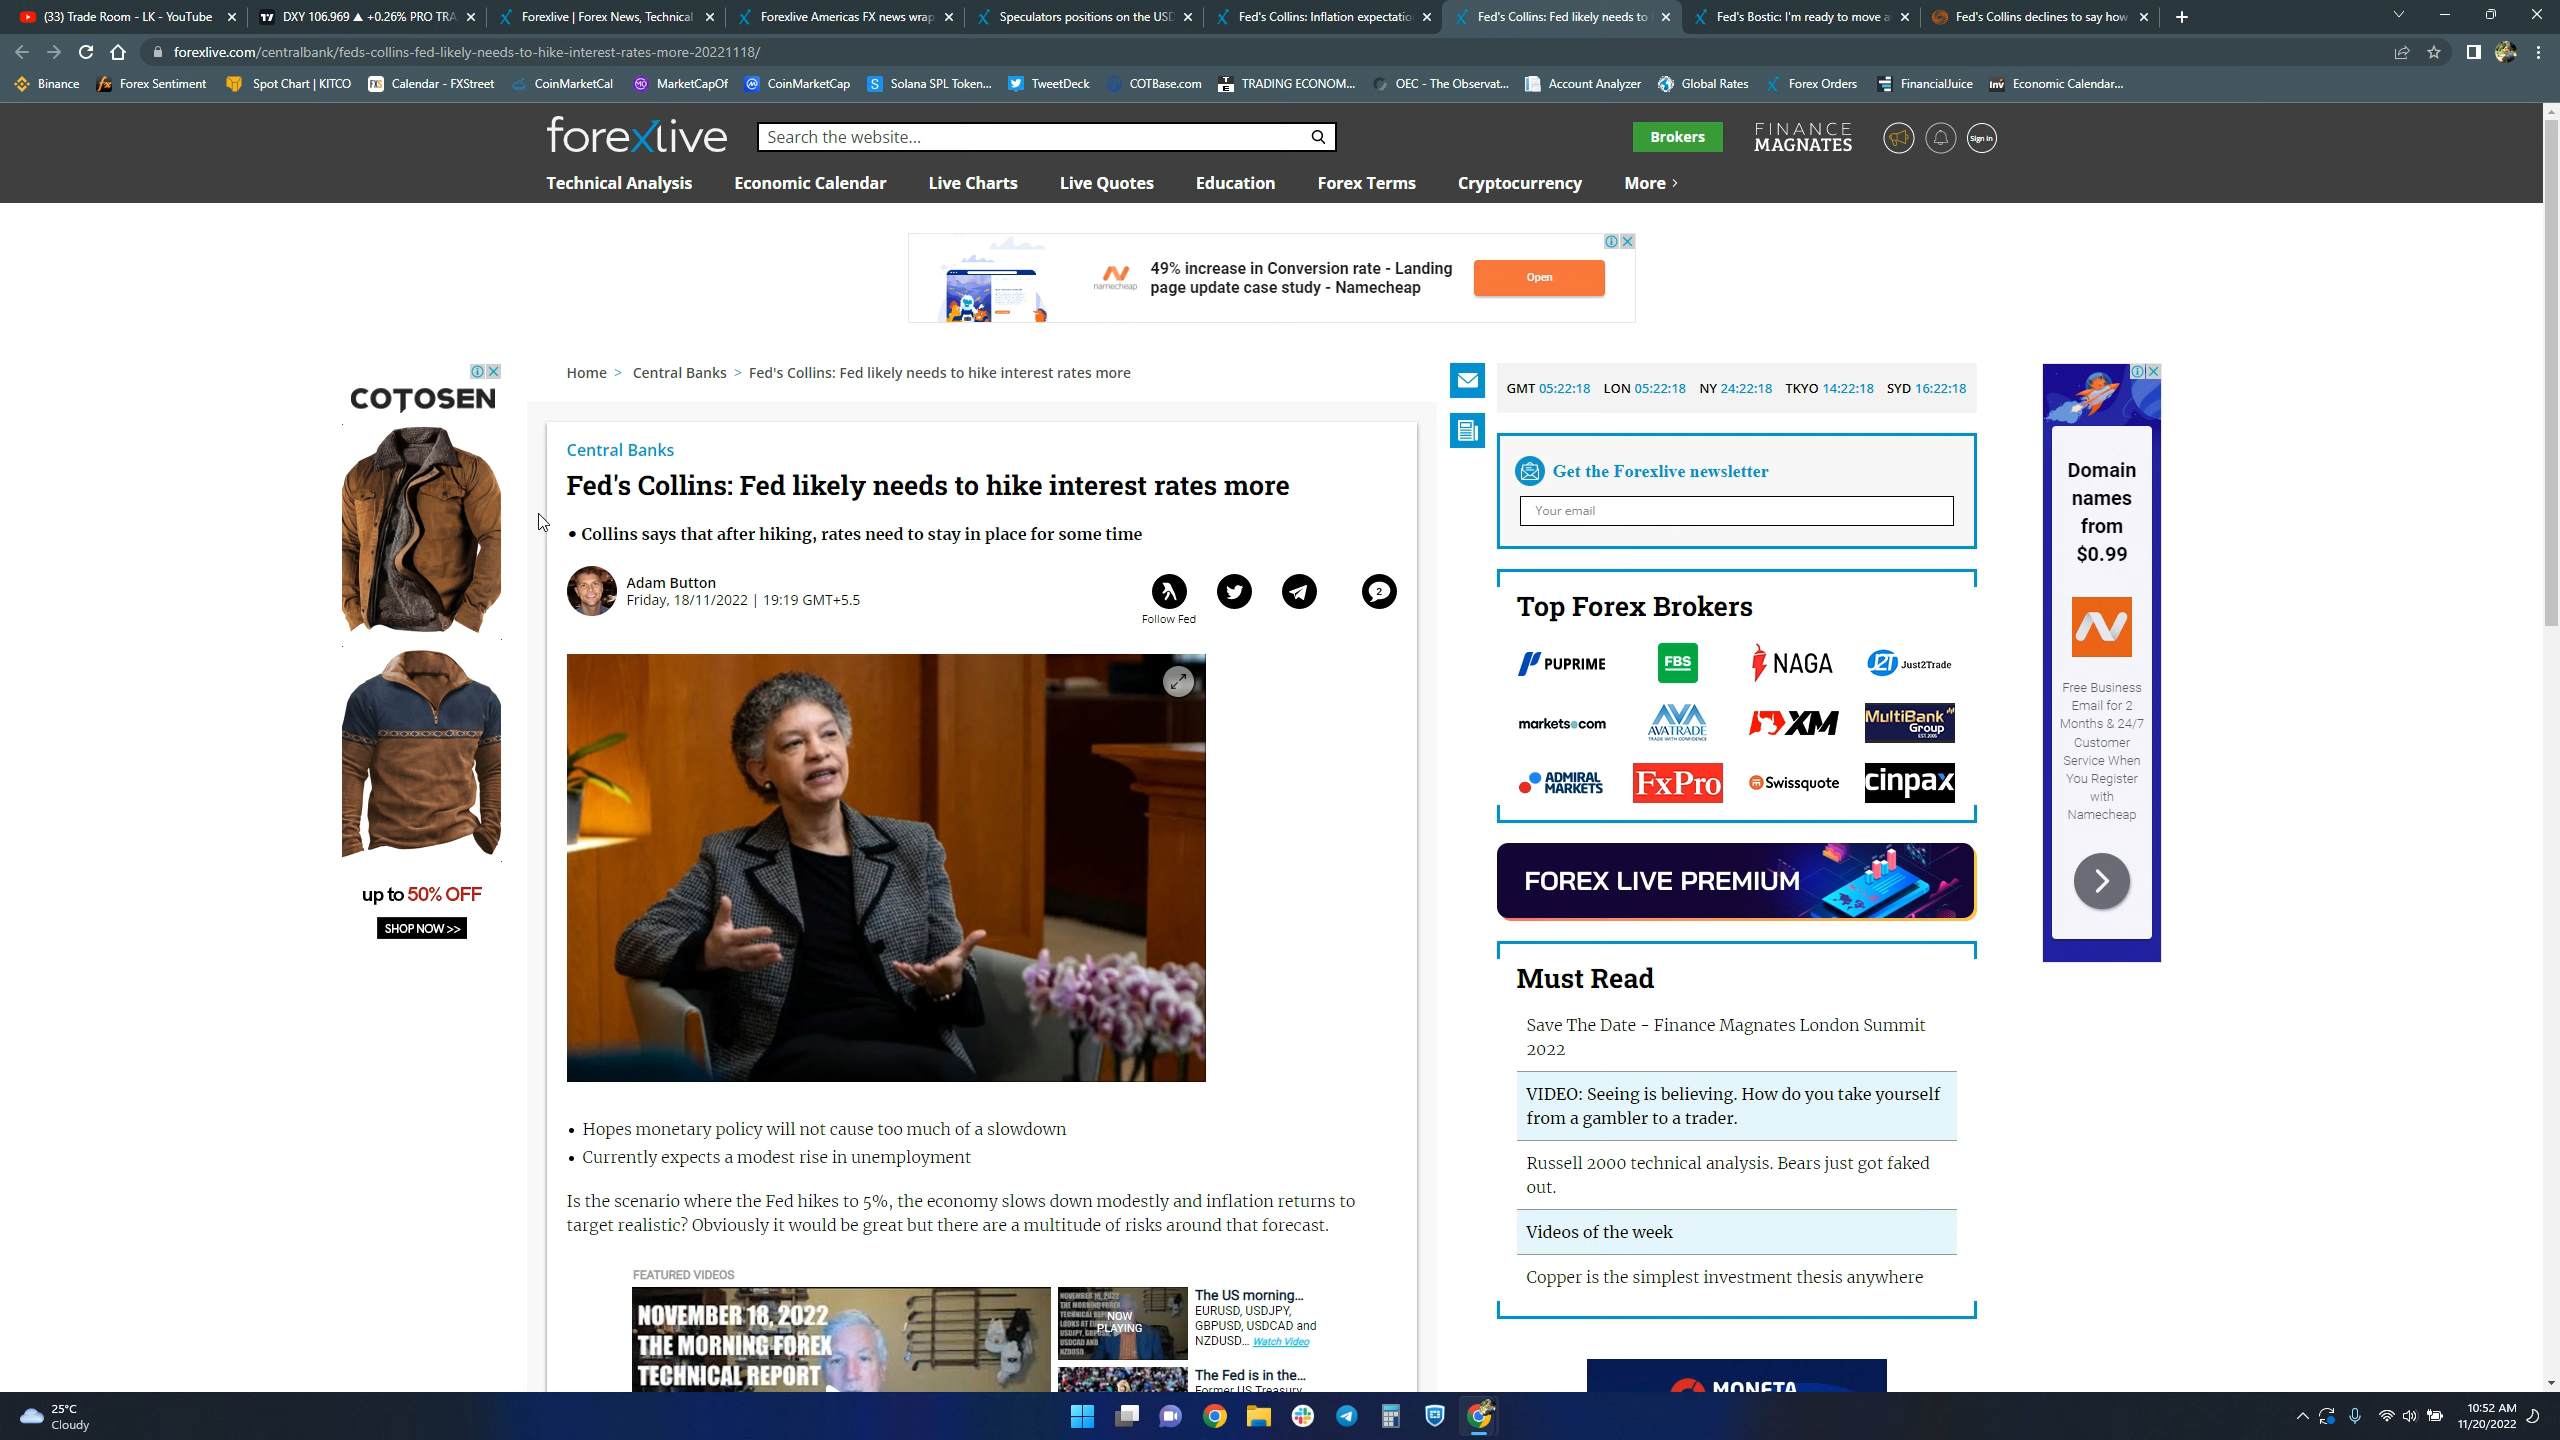 (33) Trade Room - LK - YouTube
DXY 106.969 ▲ +0.26% PRO TRA
Forexlive | Forex News, Technical
Forexlive Americas FX news wrap
Speculators positions on the USD
Fed's Collins: Inflation expectatio
Fed's Collins: Fed likely needs to
Fed's Bostic: I'm ready to move a
Fed's Collins declines to say how
forexlive.com/centralbank/feds-collins-fed-likely-needs-to-hike-interest-rates-more-20221118/
Binance
Forex Sentiment
Spot Chart | KITCO
Calendar - FXStreet
CoinMarketCal
MarketCapOf
CoinMarketCap
Solana SPL Token...
TweetDeck
COTBase.com
TRADING ECONOM...
OEC - The Observat...
Account Analyzer
Global Rates
Forex Orders
FinancialJuice
Economic Calendar...
forexlive
Search the website...
Brokers
FINANCE
MAGNATES
Sign In
Technical Analysis
Economic Calendar
Live Charts
Live Quotes
Education
Forex Terms
Cryptocurrency
More >
namecheap
49% increase in Conversion rate - Landing
page update case study - Namecheap
Open
COTOSEN
up to 50% OFF
SHOP NOW >>
Home > Central Banks > Fed's Collins: Fed likely needs to hike interest rates more
Central Banks
Fed's Collins: Fed likely needs to hike interest rates more
• Collins says that after hiking, rates need to stay in place for some time
Adam Button
Friday, 18/11/2022 | 19:19 GMT+5.5
Follow Fed
2
• Hopes monetary policy will not cause too much of a slowdown
• Currently expects a modest rise in unemployment
Is the scenario where the Fed hikes to 5%, the economy slows down modestly and inflation returns to
target realistic? Obviously it would be great but there are a multitude of risks around that forecast.
FEATURED VIDEOS
NOVEMBER 18, 2022
THE MORNING FOREX
TECHNICAL REPORT
NOW
PLAYING
The US morning...
EURUSD, USDJPY,
GBPUSD, USDCAD and
NZDUSD... Watch Video
The Fed is in the...
Former US Treasury
GMT 05:22:18 LON 05:22:18 NY 24:22:18 TKYO 14:22:18 SYD 16:22:18
Get the Forexlive newsletter
Your email
Top Forex Brokers
PUPRIME
FBS
NAGA
J2T Just2Trade
markets.com
AVA
AVATRADE
TRADE WITH CONFIDENCE
XM
MultiBank
Group
EST. 2005
ADMIRAL
MARKETS
FxPro
Swissquote
cinpax
FOREX LIVE PREMIUM
Must Read
Save The Date - Finance Magnates London Summit
2022
VIDEO: Seeing is believing. How do you take yourself
from a gambler to a trader.
Russell 2000 technical analysis. Bears just got faked
out.
Videos of the week
Copper is the simplest investment thesis anywhere
MONETA
Domain
names
from
$0.99
Free Business
Email for 2
Months & 24/7
Customer
Service When
You Register
with
Namecheap
25°C
Cloudy
10:52 AM
11/20/2022